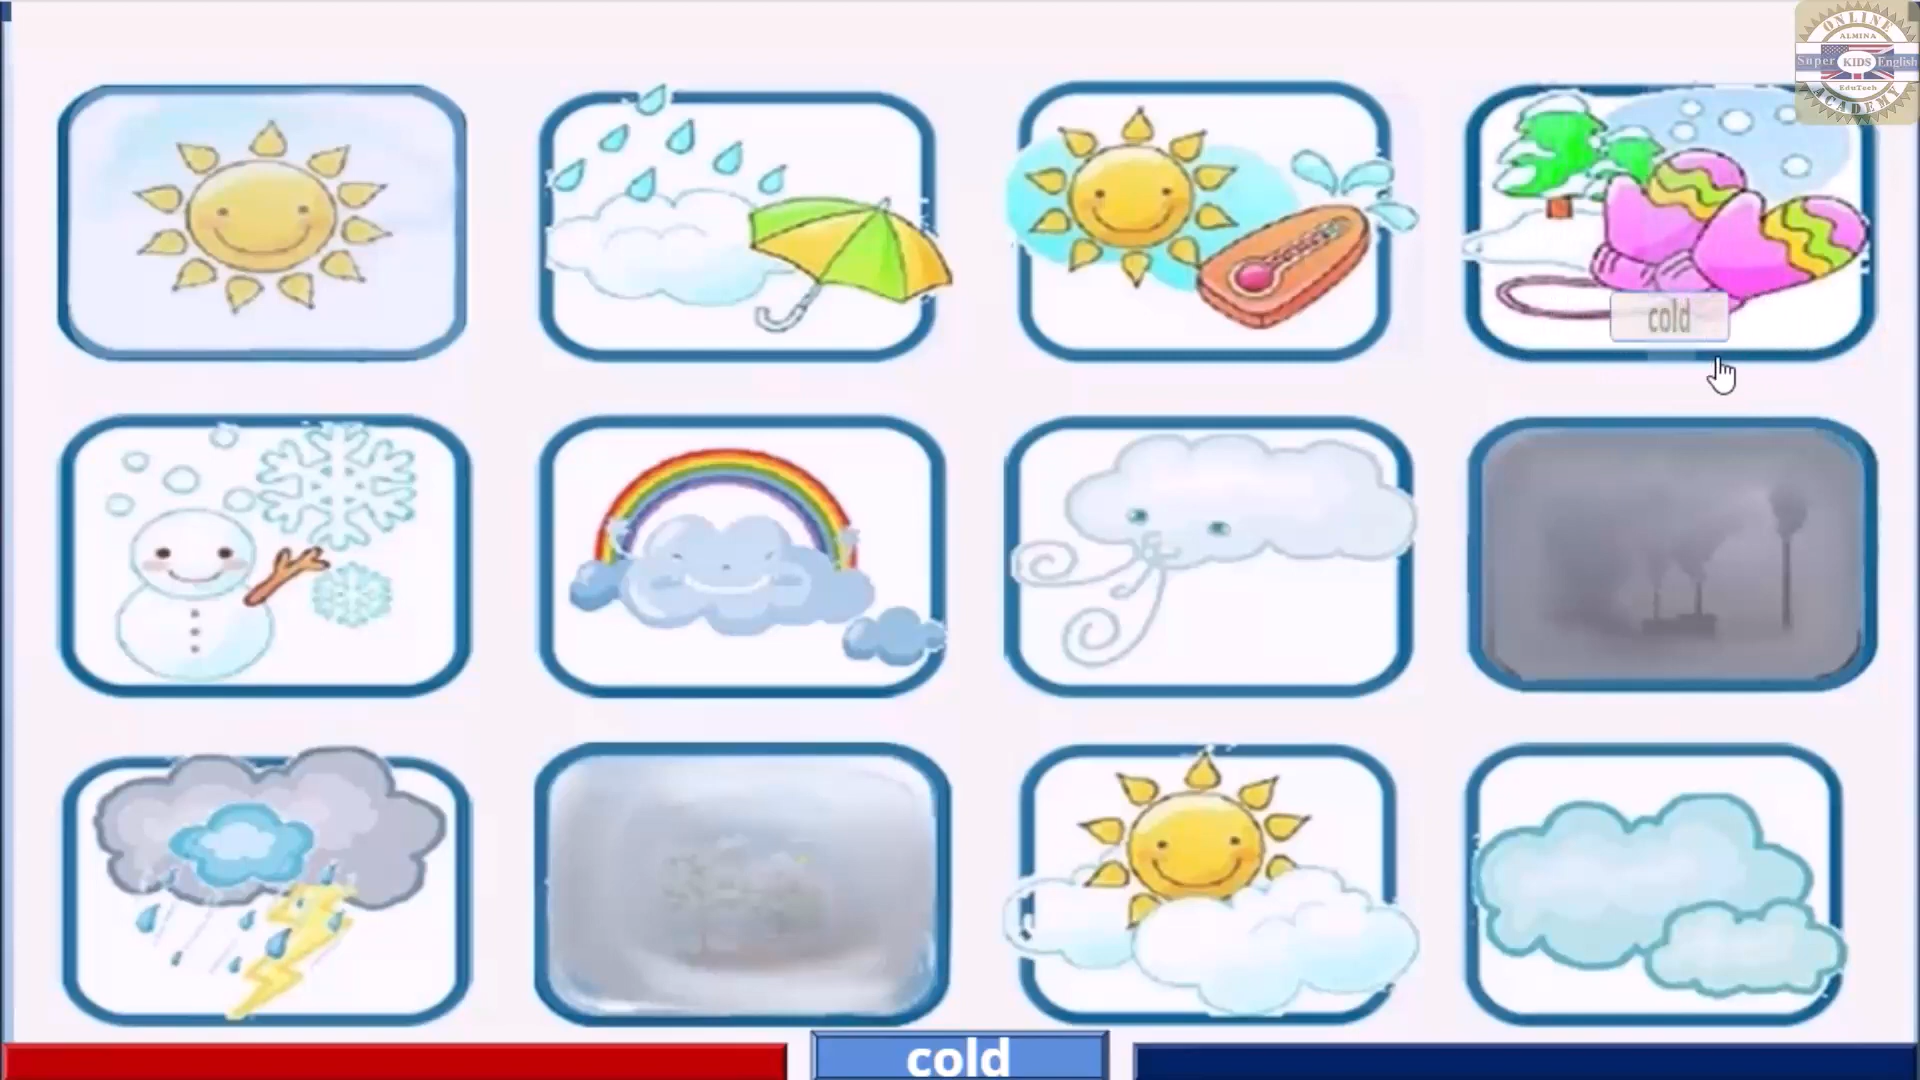 ONLINE
ALMINA
Super KIDS English
EduTech
ACADEMY
cold
cold